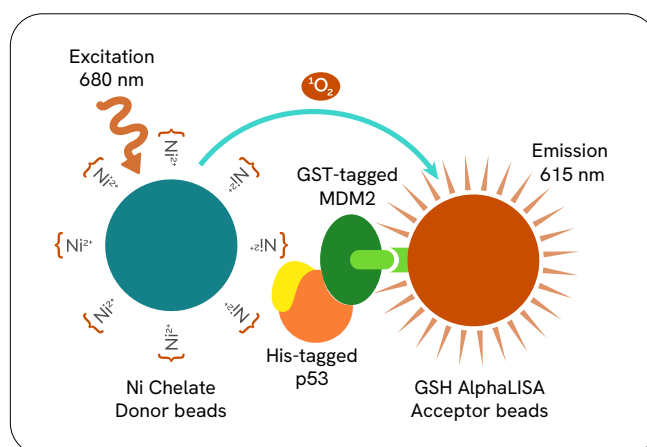 Excitation
680 nm
¹O₂
Emission
615 nm
GST-tagged
MDM2
Ni²⁺
Ni²⁺
Ni²⁺
Ni²⁺
Ni²⁺
Ni²⁺
Ni²⁺
Ni²⁺
His-tagged
p53
Ni Chelate
Donor beads
GSH AlphaLISA
Acceptor beads